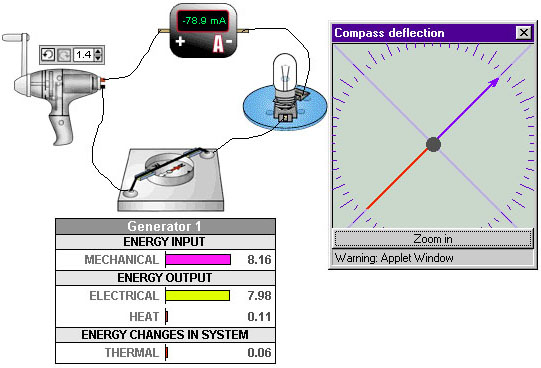 -78.9 mA
+ A -
1.4
Compass deflection
Zoom in
Warning: Applet Window
Generator 1
ENERGY INPUT
MECHANICAL 8.16
ENERGY OUTPUT
ELECTRICAL 7.98
HEAT 0.11
ENERGY CHANGES IN SYSTEM
THERMAL 0.06